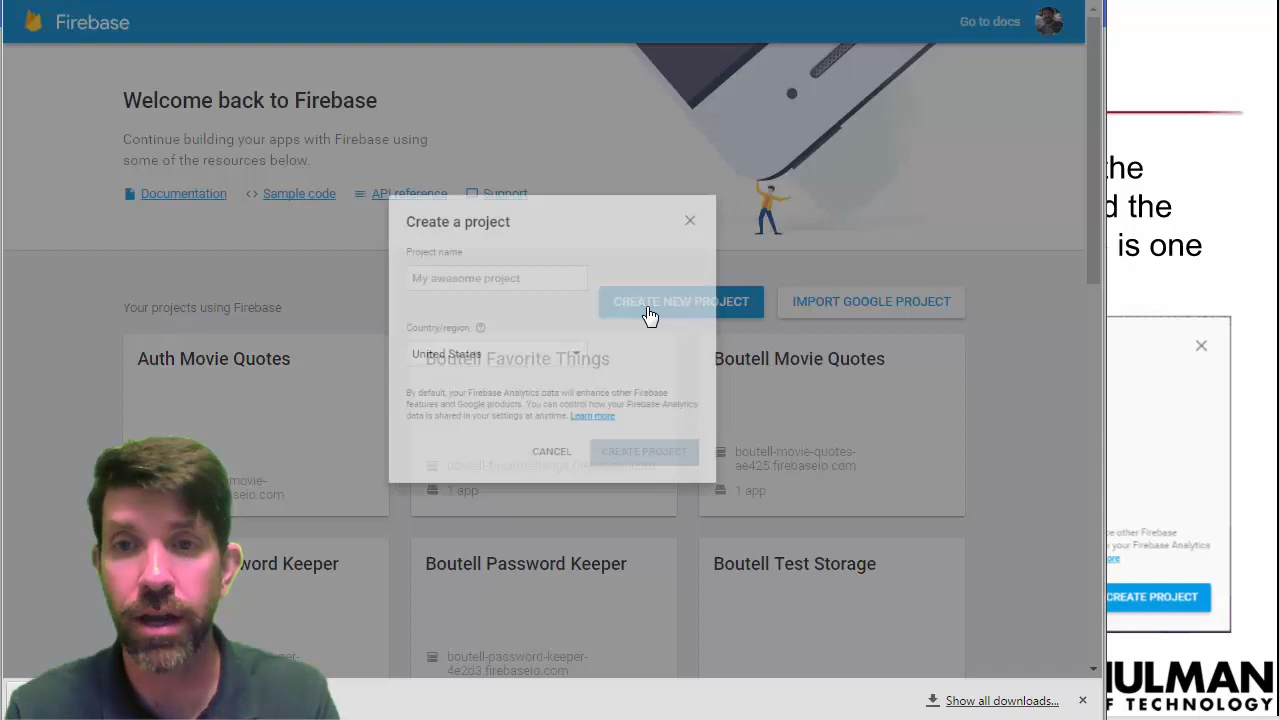 Firebase
Go to docs
Welcome back to Firebase
Continue building your apps with Firebase using
some of the resources below.
Documentation
Sample code
API reference
Support
Create a project
Project name
My awesome project
Your projects using Firebase
CREATE NEW PROJECT
IMPORT GOOGLE PROJECT
Country/region
United States
Auth Movie Quotes
Boutell Favorite Things
Boutell Movie Quotes
By default, your Firebase Analytics data will enhance other Firebase
features and Google products. You can control how your Firebase Analytics
data is shared in your settings at anytime. Learn more
CANCEL
CREATE PROJECT
movie-
se.com
boutell-movie-quotes-
ae425.firebaseio.com
1 app
1 app
word Keeper
Boutell Password Keeper
Boutell Test Storage
boutell-password-keeper-
4e2d3.firebaseio.com
Show all downloads...
the
d the
is one
e other Firebase
your Firebase Analytics
ore
CREATE PROJECT
HULMAN
OF TECHNOLOGY